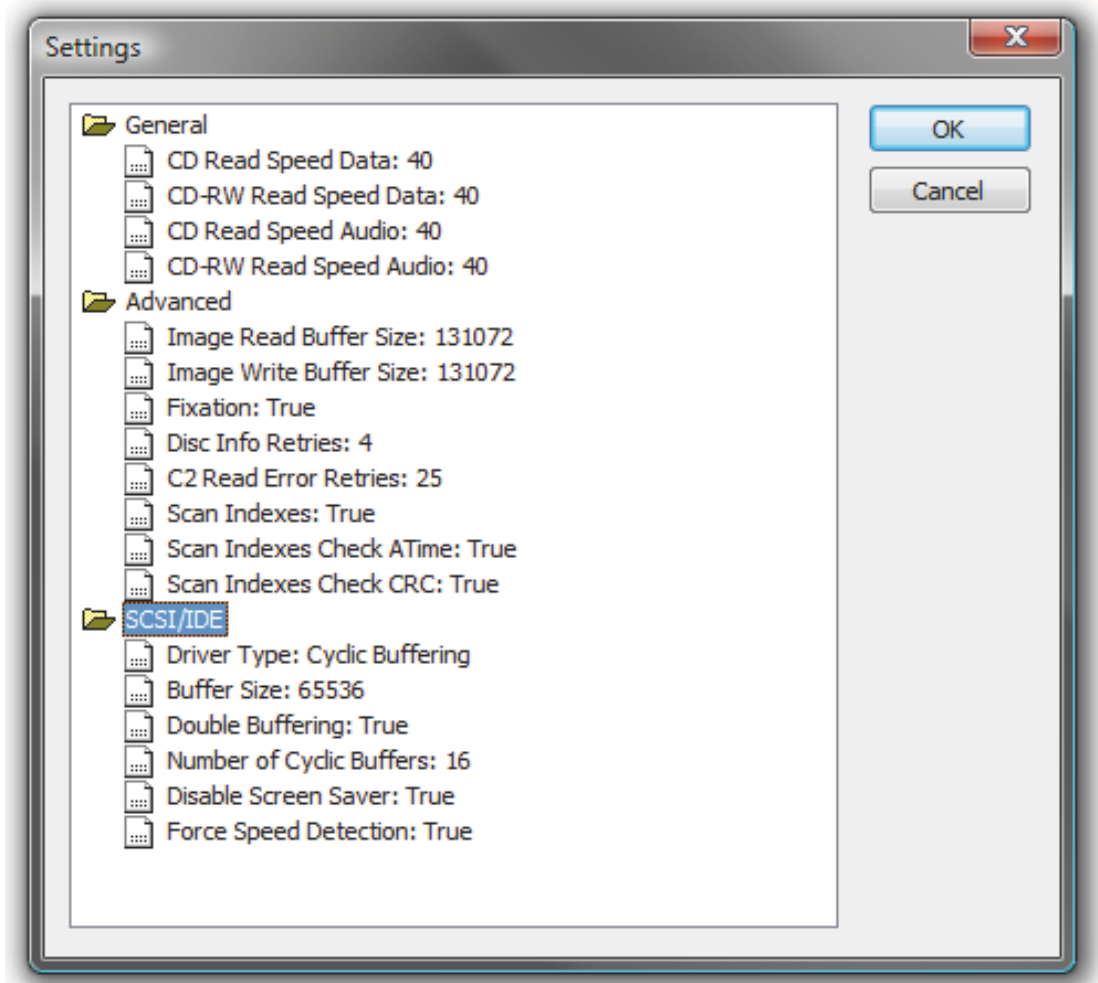 Settings
General
CD Read Speed Data: 40
CD-RW Read Speed Data: 40
CD Read Speed Audio: 40
CD-RW Read Speed Audio: 40
Advanced
Image Read Buffer Size: 131072
Image Write Buffer Size: 131072
Fixation: True
Disc Info Retries: 4
C2 Read Error Retries: 25
Scan Indexes: True
Scan Indexes Check ATime: True
Scan Indexes Check CRC: True
SCSI/IDE
Driver Type: Cyclic Buffering
Buffer Size: 65536
Double Buffering: True
Number of Cyclic Buffers: 16
Disable Screen Saver: True
Force Speed Detection: True
OK
Cancel